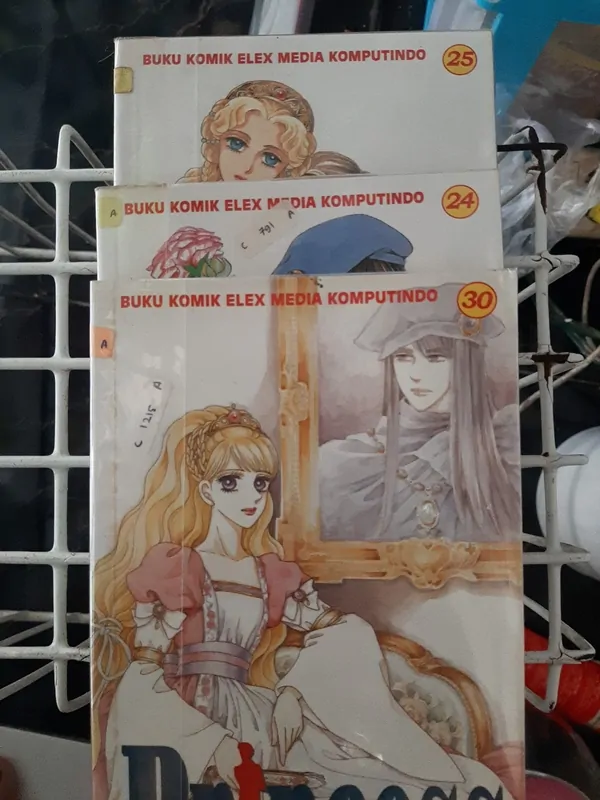 BUKU KOMIK ELEX MEDIA KOMPUTINDO 25
A BUKU KOMIK ELEX MEDIA KOMPUTINDO 24
C 791 A
BUKU KOMIK ELEX MEDIA KOMPUTINDO 30
A
C 1215 A
Princess